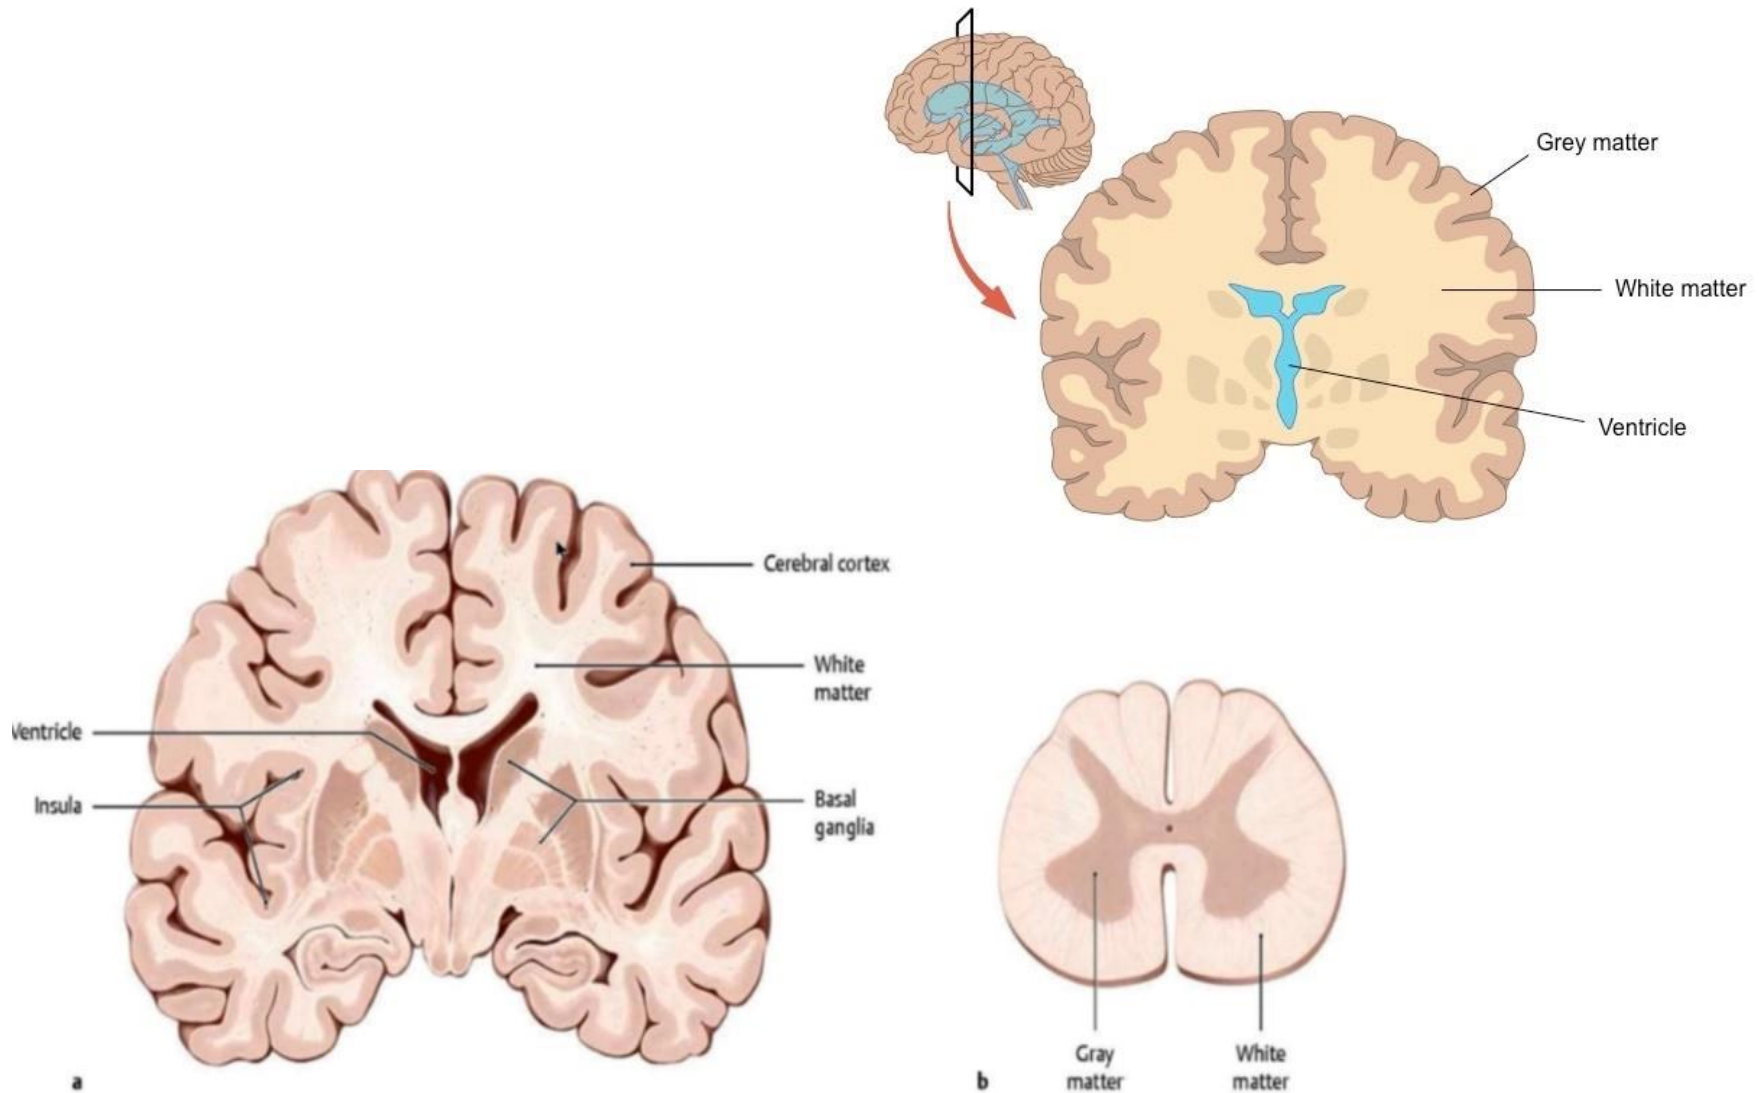 Grey matter
White matter
Ventricle
Cerebral cortex
White
matter
Ventricle
Insula
Basal
ganglia
a
Gray
matter
White
matter
b